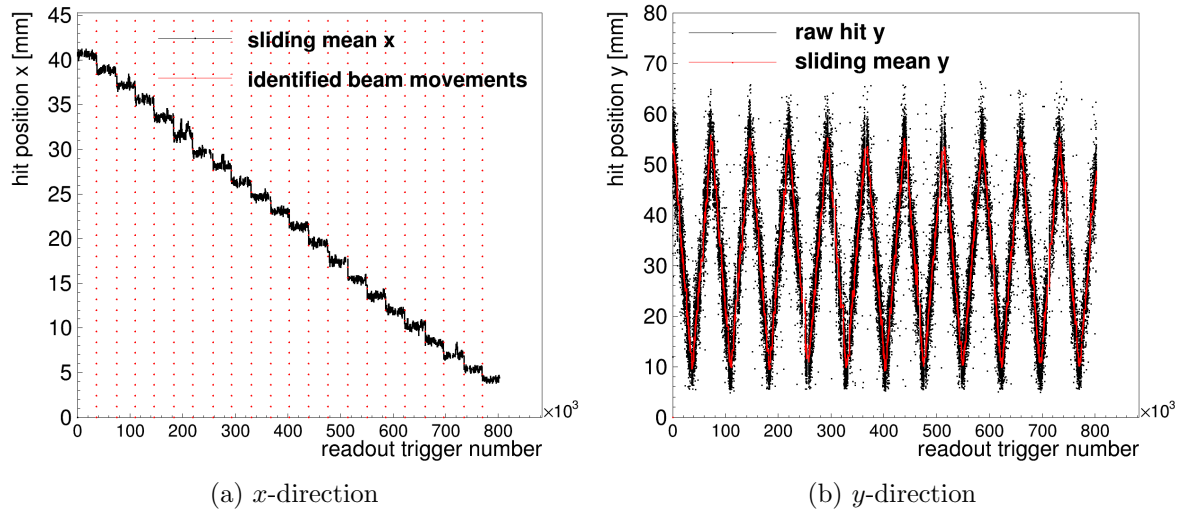 hit position x [mm]
45
40
35
30
25
20
15
10
5
0
sliding mean x
identified beam movements
0 100 200 300 400 500 600 700 800
×10³
readout trigger number
(a) x-direction
hit position y [mm]
80
70
60
50
40
30
20
10
0
raw hit y
sliding mean y
0 100 200 300 400 500 600 700 800
×10³
readout trigger number
(b) y-direction